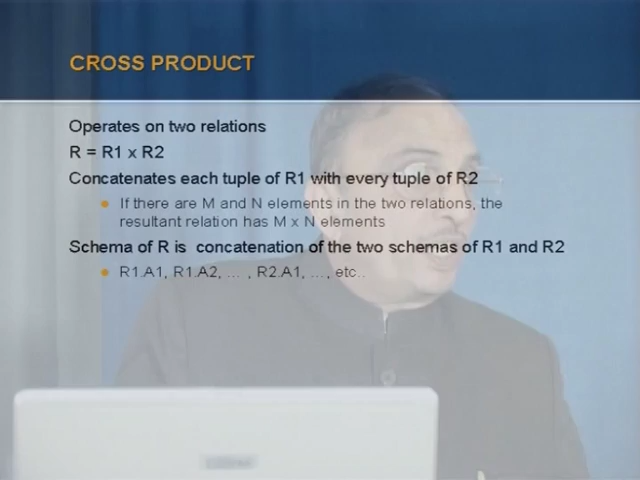 CROSS PRODUCT
Operates on two relations
R = R1 x R2
Concatenates each tuple of R1 with every tuple of R2
If there are M and N elements in the two relations, the
resultant relation has M x N elements
Schema of R is concatenation of the two schemas of R1 and R2
R1.A1, R1.A2, ... , R2.A1, ..., etc..